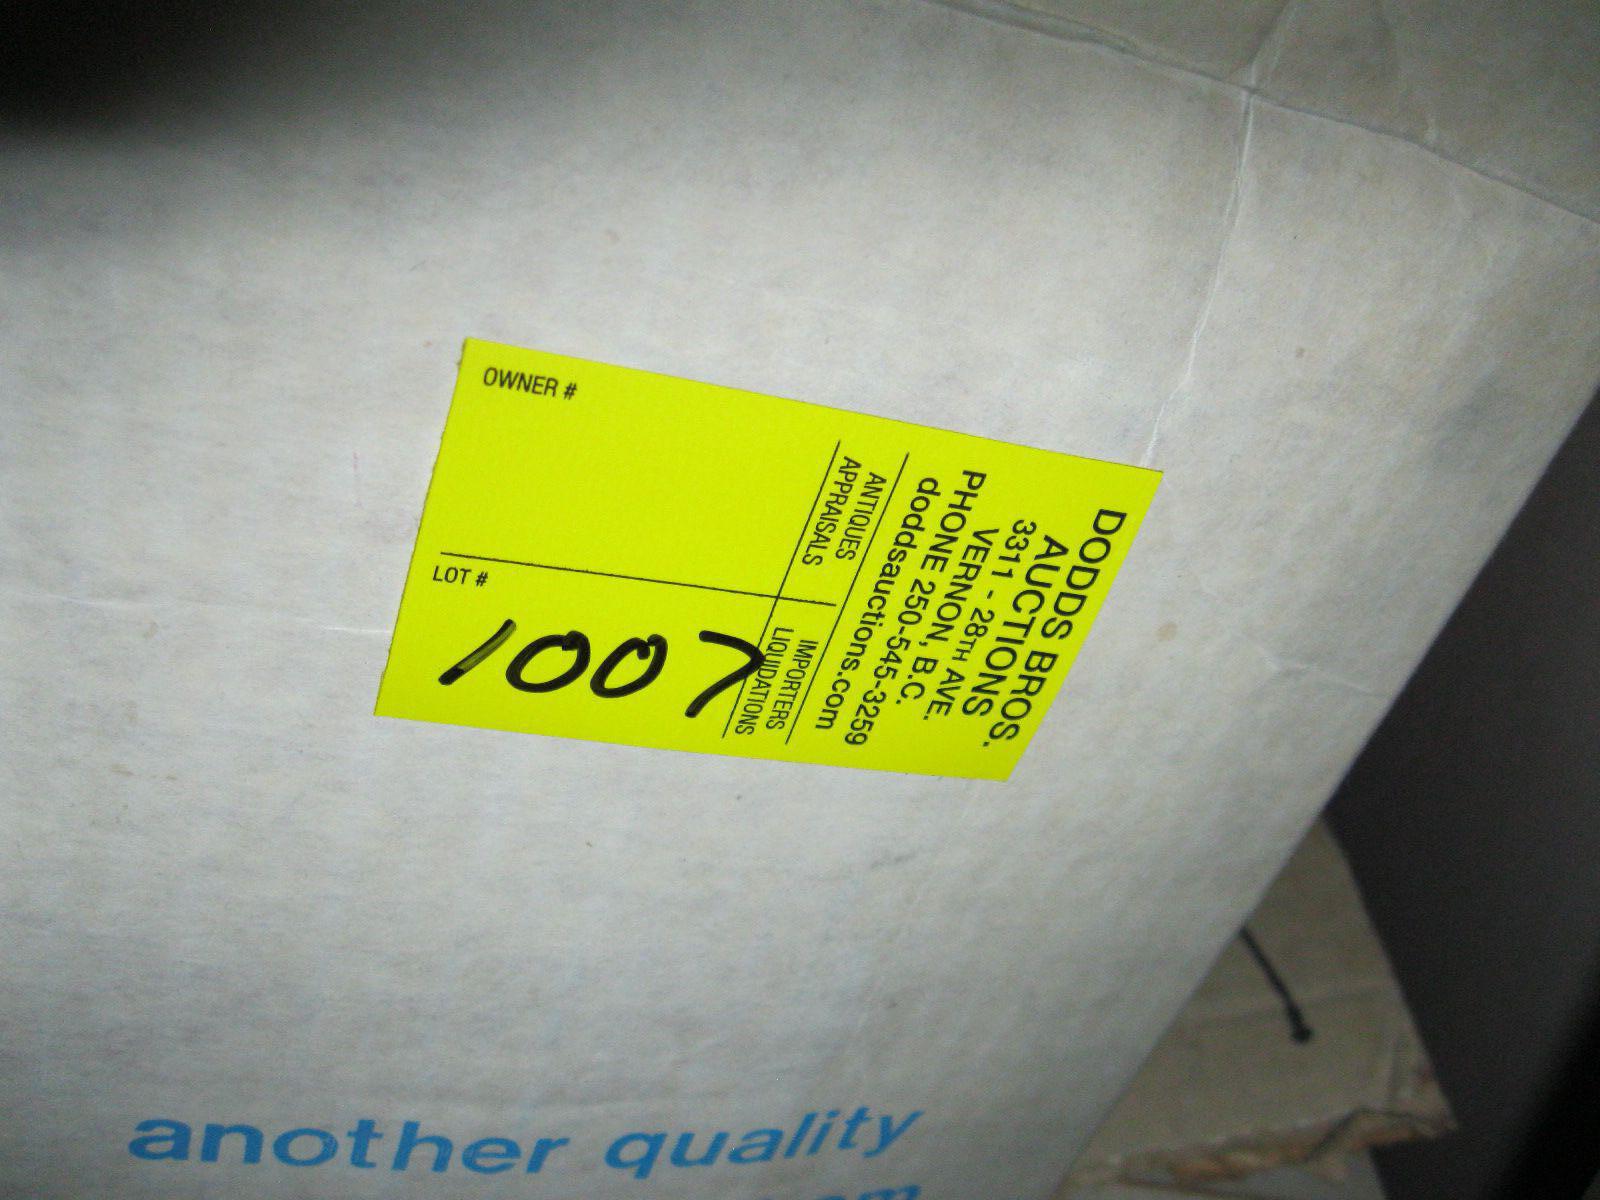 DODDS BROS.
AUCTIONS
3311 - 28TH AVE.
VERNON, B.C.
PHONE 250-545-3259
doddsauctions.com
ANTIQUES
APPRAISALS
IMPORTERS
LIQUIDATIONS
OWNER #
LOT #
1007
another quality